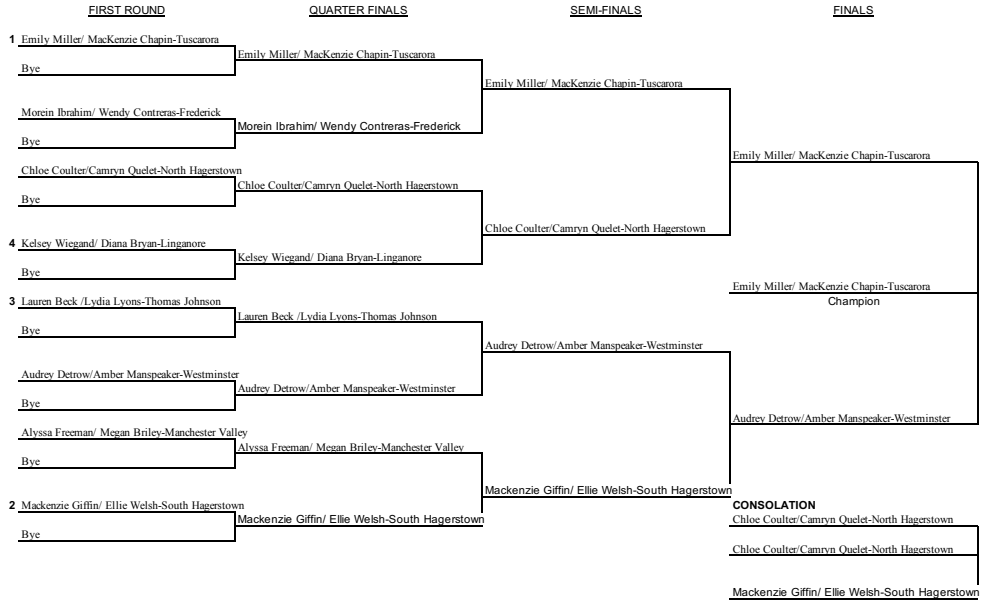 FIRST ROUND
QUARTER FINALS
SEMI-FINALS
FINALS
1 Emily Miller/ MacKenzie Chapin-Tuscarora
Emily Miller/ MacKenzie Chapin-Tuscarora
Bye
Emily Miller/ MacKenzie Chapin-Tuscarora
Morein Ibrahim/ Wendy Contreras-Frederick
Morein Ibrahim/ Wendy Contreras-Frederick
Bye
Emily Miller/ MacKenzie Chapin-Tuscarora
Chloe Coulter/Camryn Quelet-North Hagerstown
Chloe Coulter/Camryn Quelet-North Hagerstown
Bye
Chloe Coulter/Camryn Quelet-North Hagerstown
4 Kelsey Wiegand/ Diana Bryan-Linganore
Kelsey Wiegand/ Diana Bryan-Linganore
Bye
Emily Miller/ MacKenzie Chapin-Tuscarora
Champion
3 Lauren Beck /Lydia Lyons-Thomas Johnson
Lauren Beck /Lydia Lyons-Thomas Johnson
Bye
Audrey Detrow/Amber Manspeaker-Westminster
Audrey Detrow/Amber Manspeaker-Westminster
Audrey Detrow/Amber Manspeaker-Westminster
Bye
Audrey Detrow/Amber Manspeaker-Westminster
Alyssa Freeman/ Megan Briley-Manchester Valley
Alyssa Freeman/ Megan Briley-Manchester Valley
Bye
Mackenzie Giffin/ Ellie Welsh-South Hagerstown
2 Mackenzie Giffin/ Ellie Welsh-South Hagerstown
Mackenzie Giffin/ Ellie Welsh-South Hagerstown
Bye
CONSOLATION
Chloe Coulter/Camryn Quelet-North Hagerstown
Chloe Coulter/Camryn Quelet-North Hagerstown
Mackenzie Giffin/ Ellie Welsh-South Hagerstown